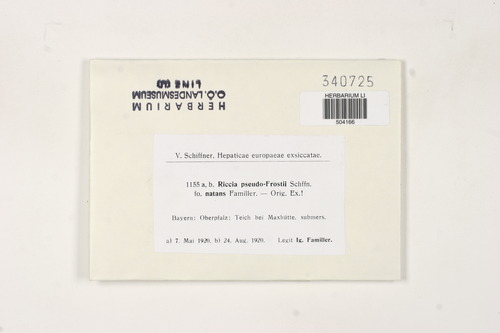 HERBARIUM
O.Ö. LANDESMUSEUM
LINZ (LI)
340725
HERBARIUM LI
504166
V. Schiffner, Hepaticae europaeae exsiccatae.
1155 a, b. Riccia pseudo-Frostii Schffn.
fo. natans Familler. — Orig. Ex.!
Bayern: Oberpfalz: Teich bei Maxhütte, submers.
a) 7. Mai 1920, b) 24. Aug. 1920. Legit Ig. Familler.